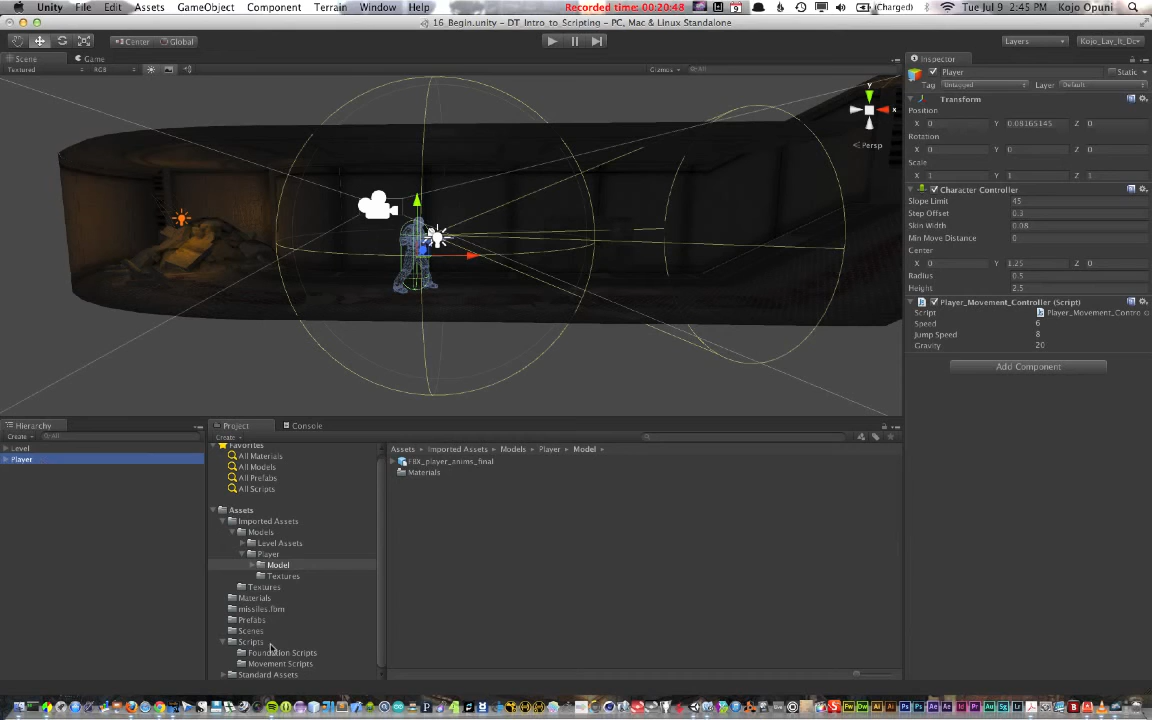 Unity File Edit Assets GameObject Component Terrain Window Help Recorded time: 00:20:48 (Charged) Tue Jul 9 2:45 PM Kojo Opuni
16_Begin.unity - DT_Intro_to_Scripting - PC, Mac & Linux Standalone
Center Global Layers Kojo_Lay_It_Do
Scene Game Inspector
Textured RGB Gizmos All
Player Static
Tag Untagged Layer Default
Transform
Position
X 0 Y 0.08165145 Z 0
Rotation
X 0 Y 0 Z 0
Scale
X 1 Y 1 Z 1
y
x
Persp
Character Controller
Slope Limit 45
Step Offset 0.3
Skin Width 0.08
Min Move Distance 0
Center
X 0 Y 1.25 Z 0
Radius 0.5
Height 2.5
Player_Movement_Controller (Script)
Script Player_Movement_Contro
Speed 6
Jump Speed 8
Gravity 20
Add Component
Hierarchy
Create All
Level
Player
Project Console
Create
Favorites
All Materials
All Models
All Prefabs
All Scripts
Assets
Imported Assets
Models
Level Assets
Player
Model
Textures
Textures
Materials
missiles.fbm
Prefabs
Scenes
Scripts
Foundation Scripts
Movement Scripts
Standard Assets
Assets Imported Assets Models Player Model
FBX_player_anims_final
Materials